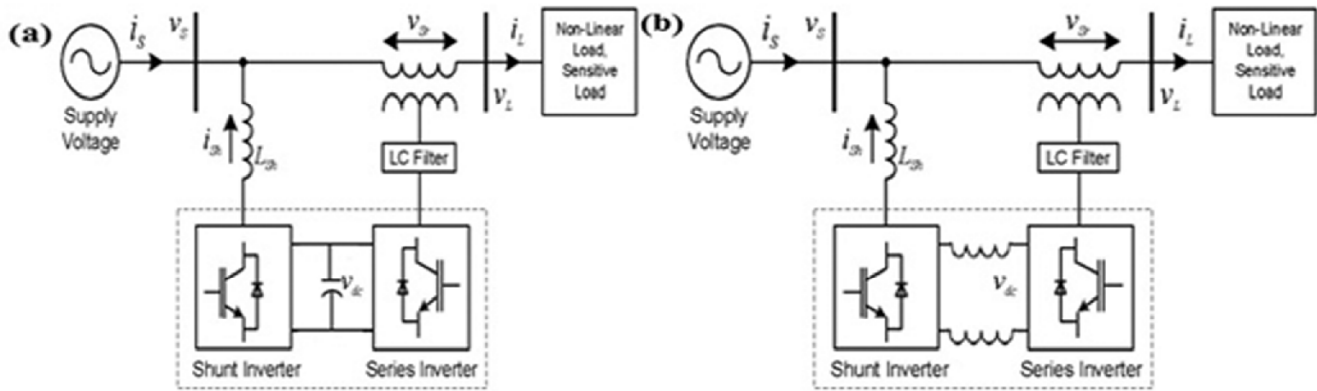 (a)
i_S
v_S
v_Sr
i_L
Non-Linear
Load,
Sensitive
Load
v_L
Supply
Voltage
i_Sh
L_Sh
LC Filter
v_dc
Shunt Inverter
Series Inverter
(b)
i_S
v_S
v_Sr
i_L
Non-Linear
Load,
Sensitive
Load
v_L
Supply
Voltage
i_Sh
L_Sh
LC Filter
v_dc
Shunt Inverter
Series Inverter